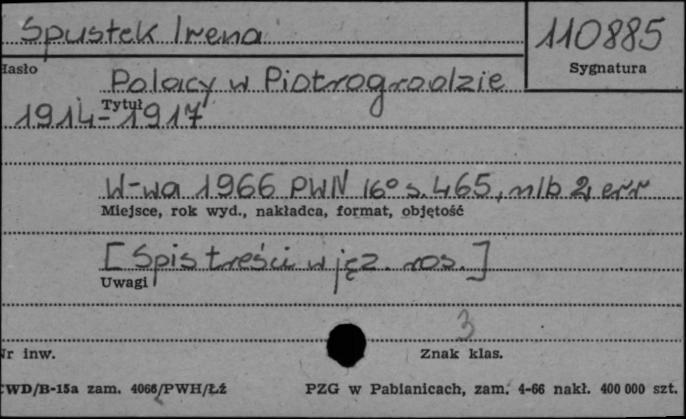 Spustek Irena
110885
Hasło
Sygnatura
Polacy w Piotrogrodzie
Tytuł
1914-1917
W-wa 1966 PWN 16° s. 465, nlb 2, err
Miejsce, rok wyd., nakładca, format, objętość
[Spis treści w jęz. ros.]
Uwagi
3
Nr inw.
Znak klas.
CWD/B-15a zam. 4066/PWH/Łź
PZG w Pabianicach, zam. 4-66 nakł. 400 000 szt.